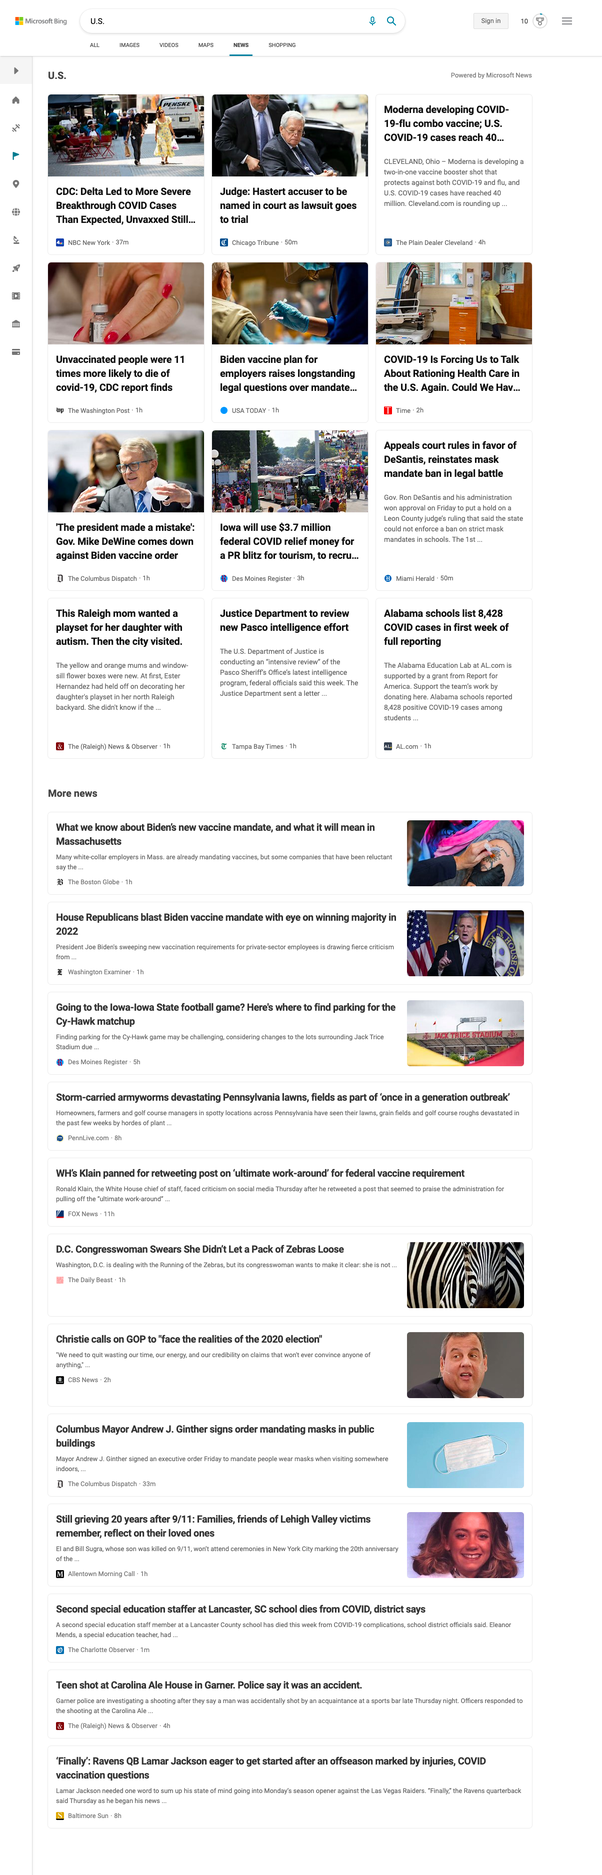 Microsoft Bing
U.S.
Sign in
10
ALL
IMAGES
VIDEOS
MAPS
NEWS
SHOPPING
U.S.
Powered by Microsoft News
PENSKE
CDC: Delta Led to More Severe
Breakthrough COVID Cases
Than Expected, Unvaxxed Still...
NBC New York · 37m
Judge: Hastert accuser to be
named in court as lawsuit goes
to trial
Chicago Tribune · 50m
Moderna developing COVID-
19-flu combo vaccine; U.S.
COVID-19 cases reach 40...
CLEVELAND, Ohio – Moderna is developing a
two-in-one vaccine booster shot that
protects against both COVID-19 and flu, and
U.S. COVID-19 cases have reached 40
million. Cleveland.com is rounding up ...
The Plain Dealer Cleveland · 4h
Unvaccinated people were 11
times more likely to die of
covid-19, CDC report finds
The Washington Post · 1h
Biden vaccine plan for
employers raises longstanding
legal questions over mandate...
USA TODAY · 1h
COVID-19 Is Forcing Us to Talk
About Rationing Health Care in
the U.S. Again. Could We Hav...
Time · 2h
'The president made a mistake':
Gov. Mike DeWine comes down
against Biden vaccine order
The Columbus Dispatch · 1h
Iowa will use $3.7 million
federal COVID relief money for
a PR blitz for tourism, to recru...
Des Moines Register · 3h
Appeals court rules in favor of
DeSantis, reinstates mask
mandate ban in legal battle
Gov. Ron DeSantis and his administration
won approval on Friday to put a hold on a
Leon County judge's ruling that said the state
could not enforce a ban on strict mask
mandates in schools. The 1st ...
Miami Herald · 50m
This Raleigh mom wanted a
playset for her daughter with
autism. Then the city visited.
The yellow and orange mums and window-
sill flower boxes were new. At first, Ester
Hernandez had held off on decorating her
daughter's playset in her north Raleigh
backyard. She didn't know if the ...
The (Raleigh) News & Observer · 1h
Justice Department to review
new Pasco intelligence effort
The U.S. Department of Justice is
conducting an "intensive review" of the
Pasco Sheriff's Office's latest intelligence
program, federal officials said this week. The
Justice Department sent a letter ...
Tampa Bay Times · 1h
Alabama schools list 8,428
COVID cases in first week of
full reporting
The Alabama Education Lab at AL.com is
supported by a grant from Report for
America. Support the team's work by
donating here. Alabama schools reported
8,428 positive COVID-19 cases among
students ...
AL.com · 1h
More news
What we know about Biden's new vaccine mandate, and what it will mean in
Massachusetts
Many white-collar employers in Mass. are already mandating vaccines, but some companies that have been reluctant
say the ...
The Boston Globe · 1h
House Republicans blast Biden vaccine mandate with eye on winning majority in
2022
President Joe Biden's sweeping new vaccination requirements for private-sector employees is drawing fierce criticism
from ...
Washington Examiner · 1h
Going to the Iowa-Iowa State football game? Here's where to find parking for the
Cy-Hawk matchup
Finding parking for the Cy-Hawk game may be challenging, considering changes to the lots surrounding Jack Trice
Stadium due ...
Des Moines Register · 5h
JACK TRICE STADIUM
Storm-carried armyworms devastating Pennsylvania lawns, fields as part of 'once in a generation outbreak'
Homeowners, farmers and golf course managers in spotty locations across Pennsylvania have seen their lawns, grain fields and golf course roughs devastated in
the past few weeks by hordes of plant ...
PennLive.com · 8h
WH's Klain panned for retweeting post on 'ultimate work-around' for federal vaccine requirement
Ronald Klain, the White House chief of staff, faced criticism on social media Thursday after he retweeted a post that seemed to praise the administration for
pulling off the "ultimate work-around" ...
FOX News · 11h
D.C. Congresswoman Swears She Didn't Let a Pack of Zebras Loose
Washington, D.C. is dealing with the Running of the Zebras, but its congresswoman wants to make it clear: she is not ...
The Daily Beast · 1h
Christie calls on GOP to "face the realities of the 2020 election"
"We need to quit wasting our time, our energy, and our credibility on claims that won't ever convince anyone of
anything," ...
CBS News · 2h
Columbus Mayor Andrew J. Ginther signs order mandating masks in public
buildings
Mayor Andrew J. Ginther signed an executive order Friday to mandate people wear masks when visiting somewhere
indoors, ...
The Columbus Dispatch · 33m
Still grieving 20 years after 9/11: Families, friends of Lehigh Valley victims
remember, reflect on their loved ones
El and Bill Sugra, whose son was killed on 9/11, won't attend ceremonies in New York City marking the 20th anniversary
of the ...
Allentown Morning Call · 1h
Second special education staffer at Lancaster, SC school dies from COVID, district says
A second special education staff member at a Lancaster County school has died this week from COVID-19 complications, school district officials said. Eleanor
Mends, a special education teacher, had ...
The Charlotte Observer · 1m
Teen shot at Carolina Ale House in Garner. Police say it was an accident.
Garner police are investigating a shooting after they say a man was accidentally shot by an acquaintance at a sports bar late Thursday night. Officers responded to
the shooting at the Carolina Ale ...
The (Raleigh) News & Observer · 4h
'Finally': Ravens QB Lamar Jackson eager to get started after an offseason marked by injuries, COVID
vaccination questions
Lamar Jackson needed one word to sum up his state of mind going into Monday's season opener against the Las Vegas Raiders. "Finally," the Ravens quarterback
said Thursday as he began his news ...
Baltimore Sun · 8h